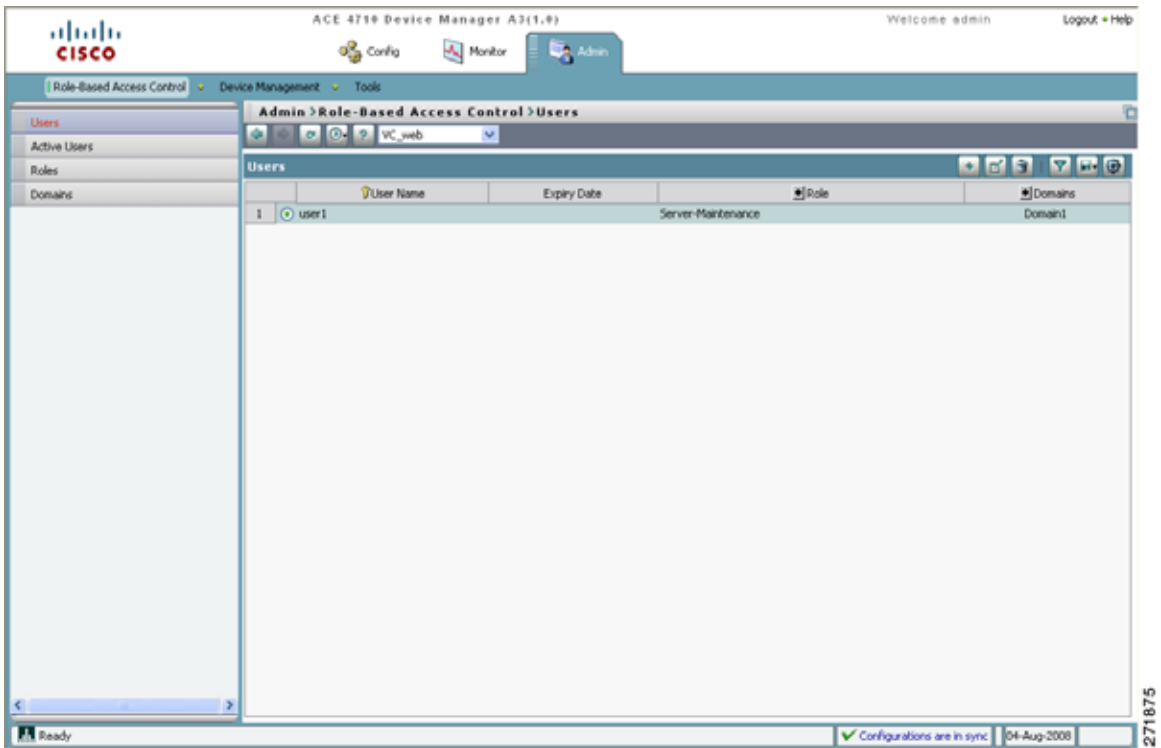 ACE 4710 Device Manager A3(1.0)
Welcome admin
Logout
Help
CISCO
Config
Monitor
Admin
Role-Based Access Control
Device Management
Tools
Users
Active Users
Roles
Domains
Admin > Role-Based Access Control > Users
? VC_web
Users
User Name Expiry Date Role Domains
1 user1 Server-Maintenance Domain1
Ready
Configurations are in sync
04-Aug-2008
271875